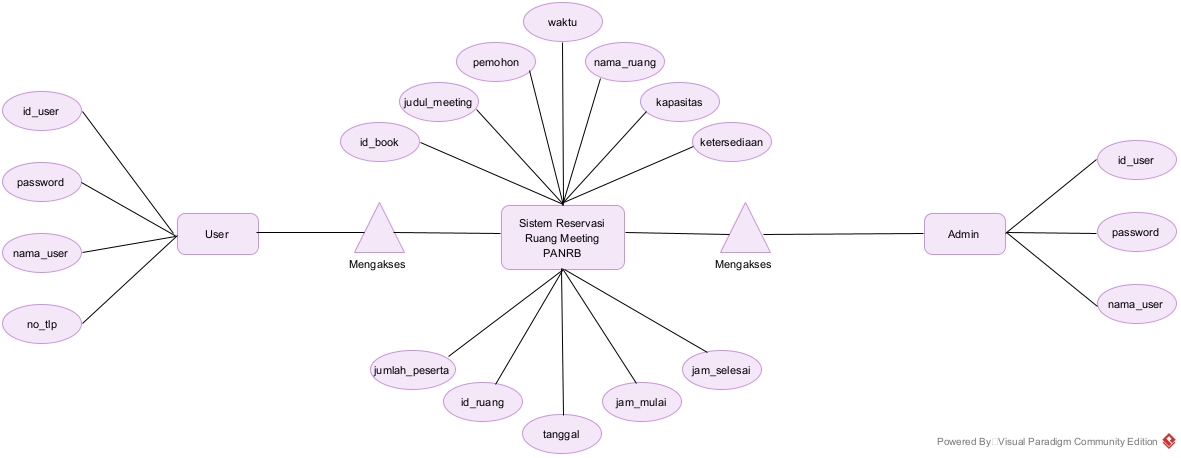 waktu
pemohon
nama_ruang
judul_meeting
kapasitas
id_book
ketersediaan
id_user
password
nama_user
no_tlp
User
Mengakses
Sistem Reservasi
Ruang Meeting
PANRB
Mengakses
Admin
id_user
password
nama_user
jumlah_peserta
id_ruang
tanggal
jam_mulai
jam_selesai
Powered By Visual Paradigm Community Edition